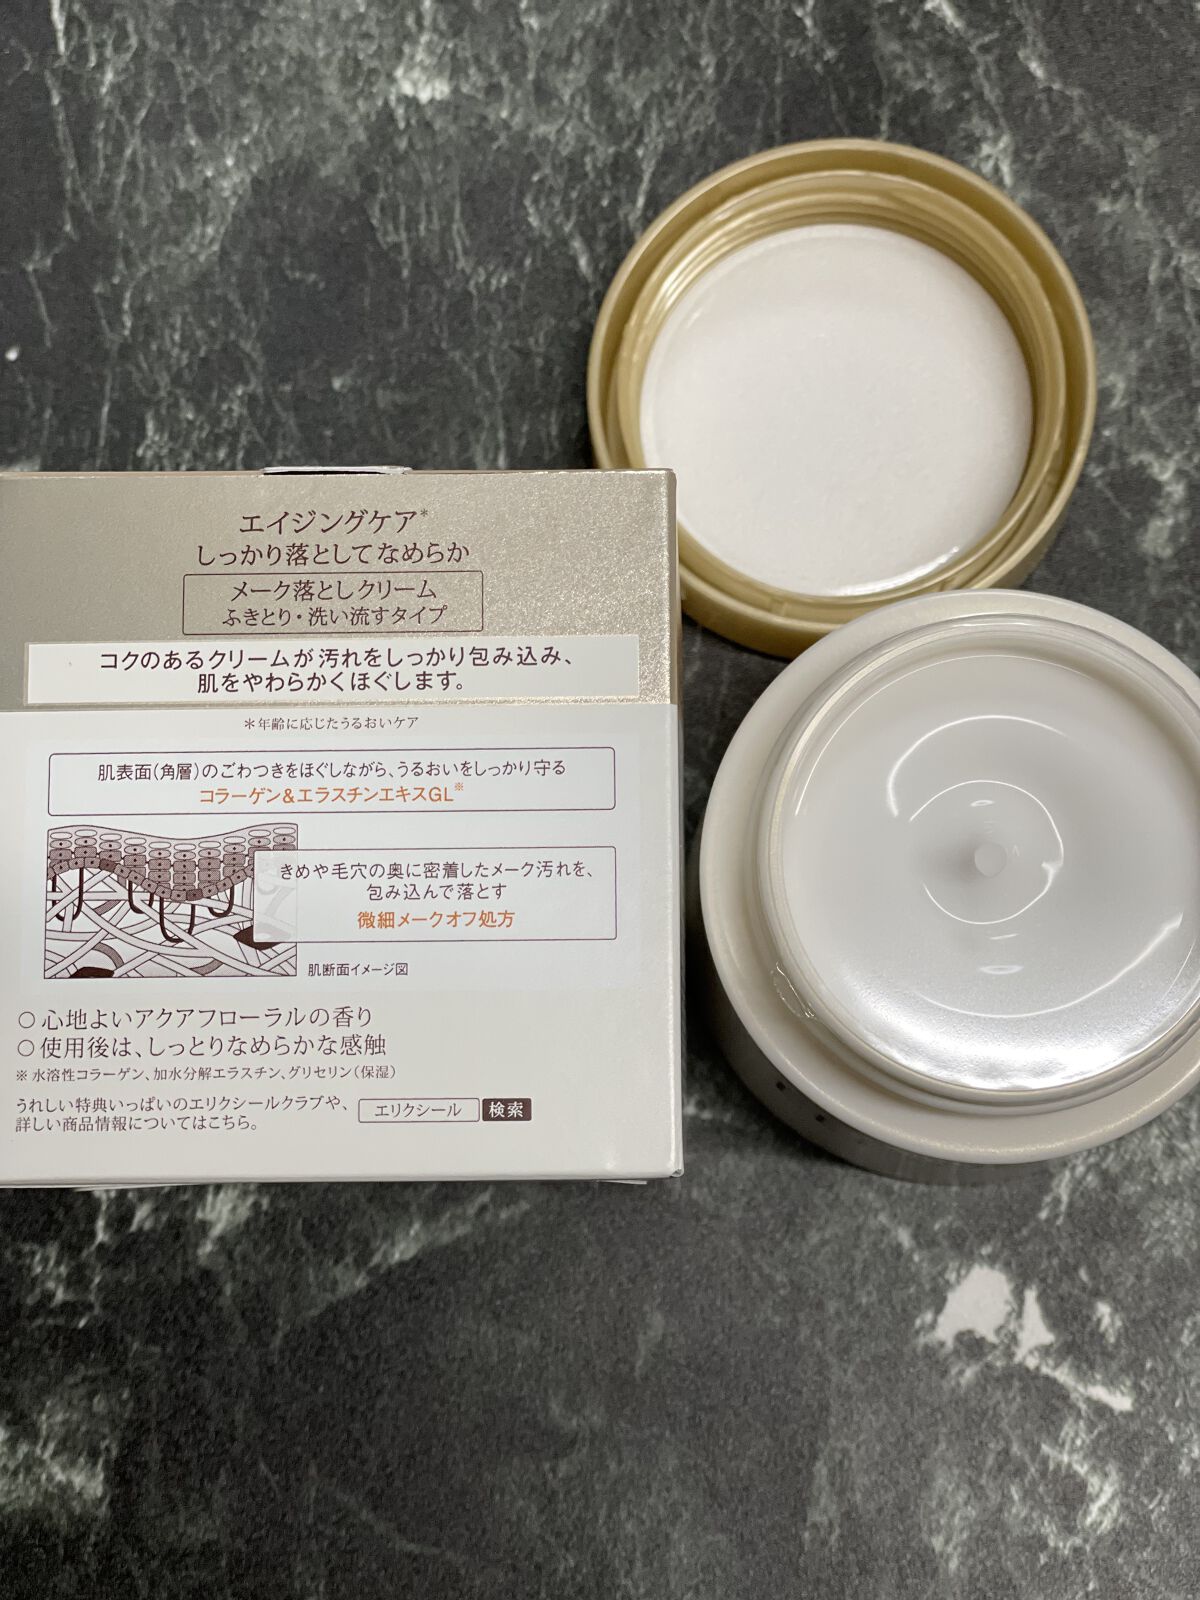 エイジングケア*
しっかり落としてなめらか
メーク落としクリーム
ふきとり・洗い流すタイプ
コクのあるクリームが汚れをしっかり包み込み、
肌をやわらかくほぐします。
*年齢に応じたうるおいケア
肌表面(角層)のごわつきをほぐしながら、うるおいをしっかり守る
コラーゲン&エラスチンエキスGL※
きめや毛穴の奥に密着したメーク汚れを、
包み込んで落とす
微細メークオフ処方
肌断面イメージ図
○心地よいアクアフローラルの香り
○使用後は、しっとりなめらかな感触
※水溶性コラーゲン、加水分解エラスチン、グリセリン(保湿)
うれしい特典いっぱいのエリクシールクラブや、
詳しい商品情報についてはこちら。
エリクシール 検索